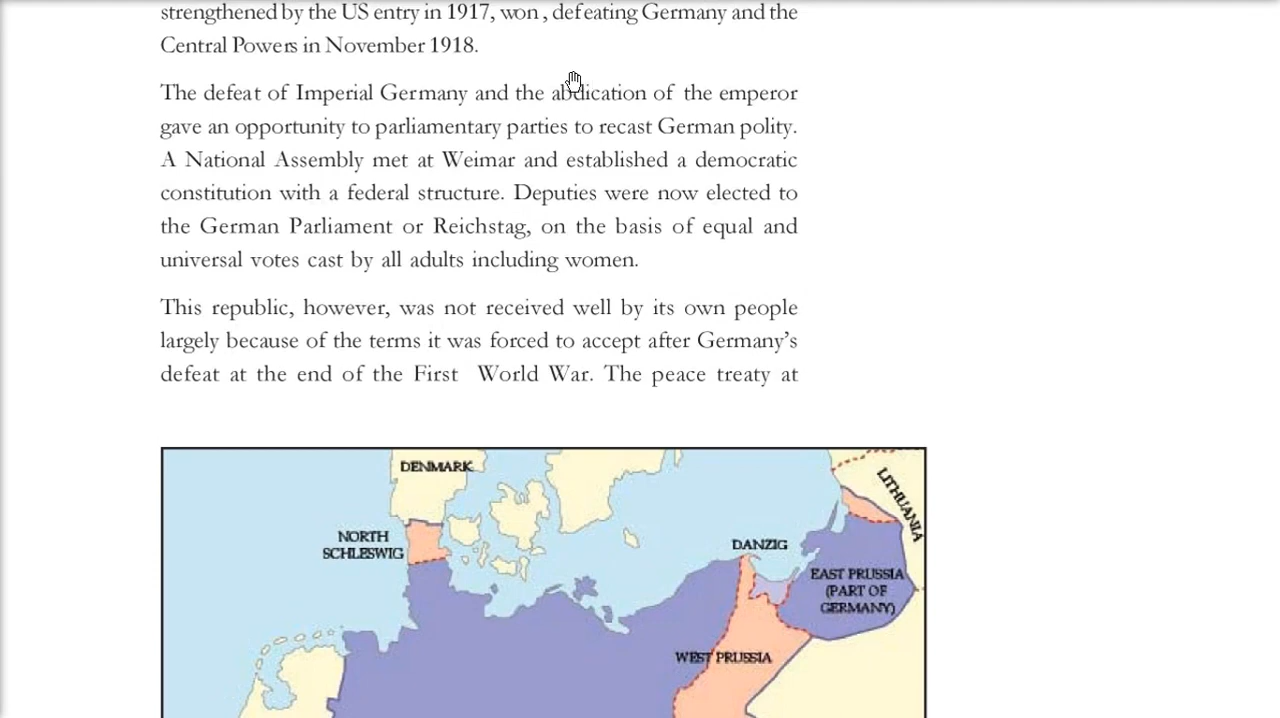 strengthened by the US entry in 1917, won , defeating Germany and the
Central Powers in November 1918.
The defeat of Imperial Germany and the abdication of the emperor
gave an opportunity to parliamentary parties to recast German polity.
A National Assembly met at Weimar and established a democratic
constitution with a federal structure. Deputies were now elected to
the German Parliament or Reichstag, on the basis of equal and
universal votes cast by all adults including women.
This republic, however, was not received well by its own people
largely because of the terms it was forced to accept after Germany’s
defeat at the end of the First World War. The peace treaty at
DENMARK
LITHUANIA
NORTH
SCHLESWIG
DANZIG
EAST PRUSSIA
(PART OF
GERMANY)
WEST PRUSSIA